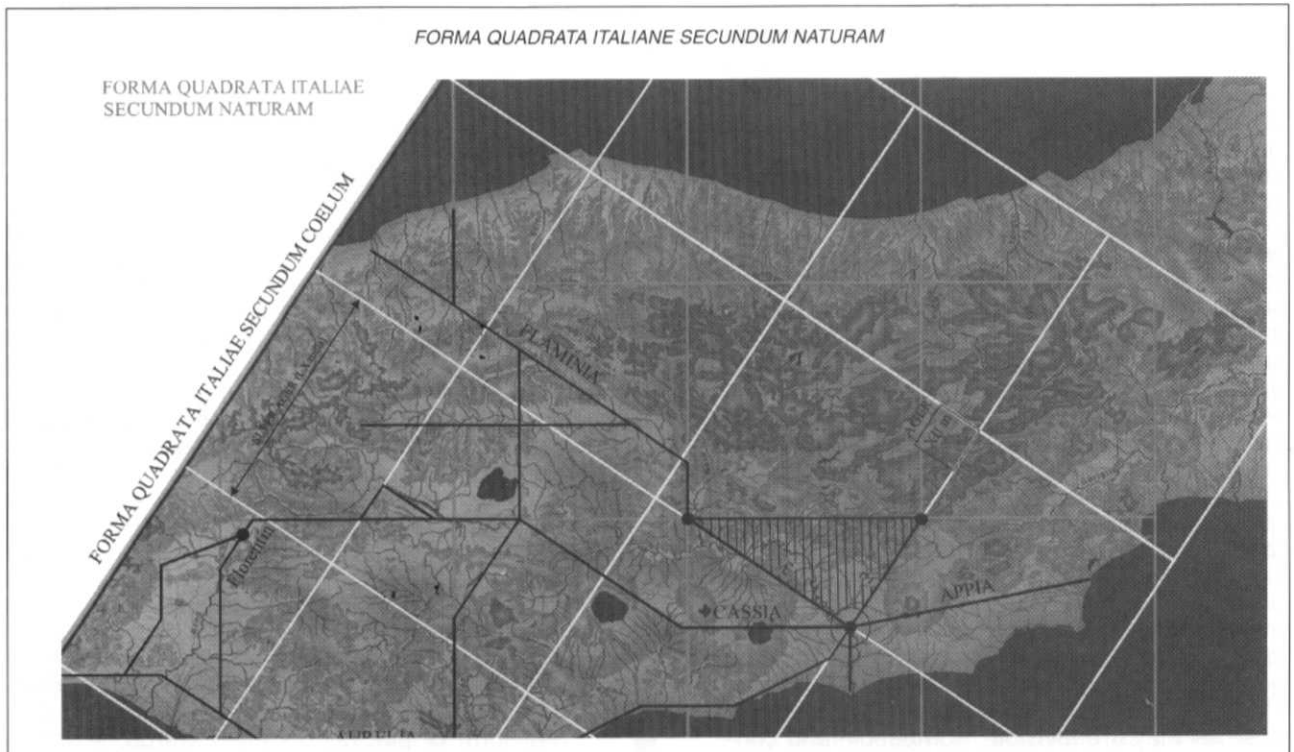 FORMA QUADRATA ITALIANE SECUNDUM NATURAM
FORMA QUADRATA ITALIAE
SECUNDUM NATURAM
FORMA QUADRATA ITALIAE SECUNDUM COELUM
FLAMINIA
Florentin
CASSIA
APPIA
AURELIA